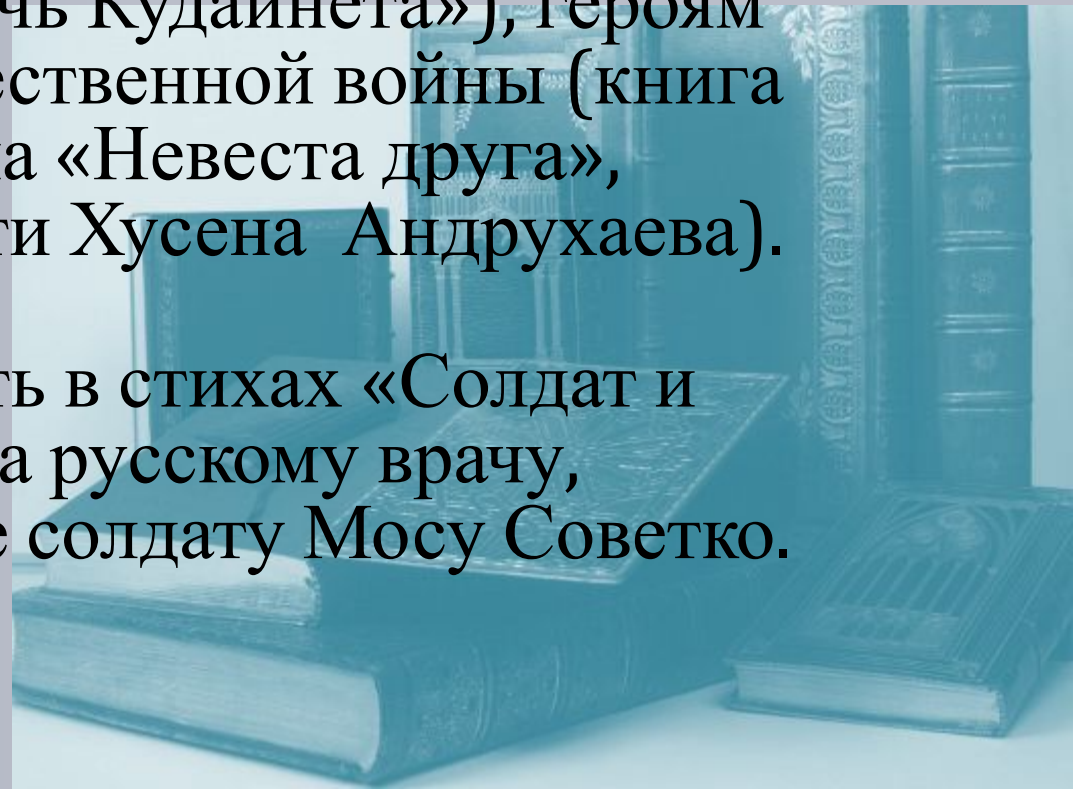 чь Кудайнета»), героям
ественной войны (книга
а «Невеста друга»,
ти Хусена Андрухаева).
ть в стихах «Солдат и
а русскому врачу,
е солдату Мосу Советко.